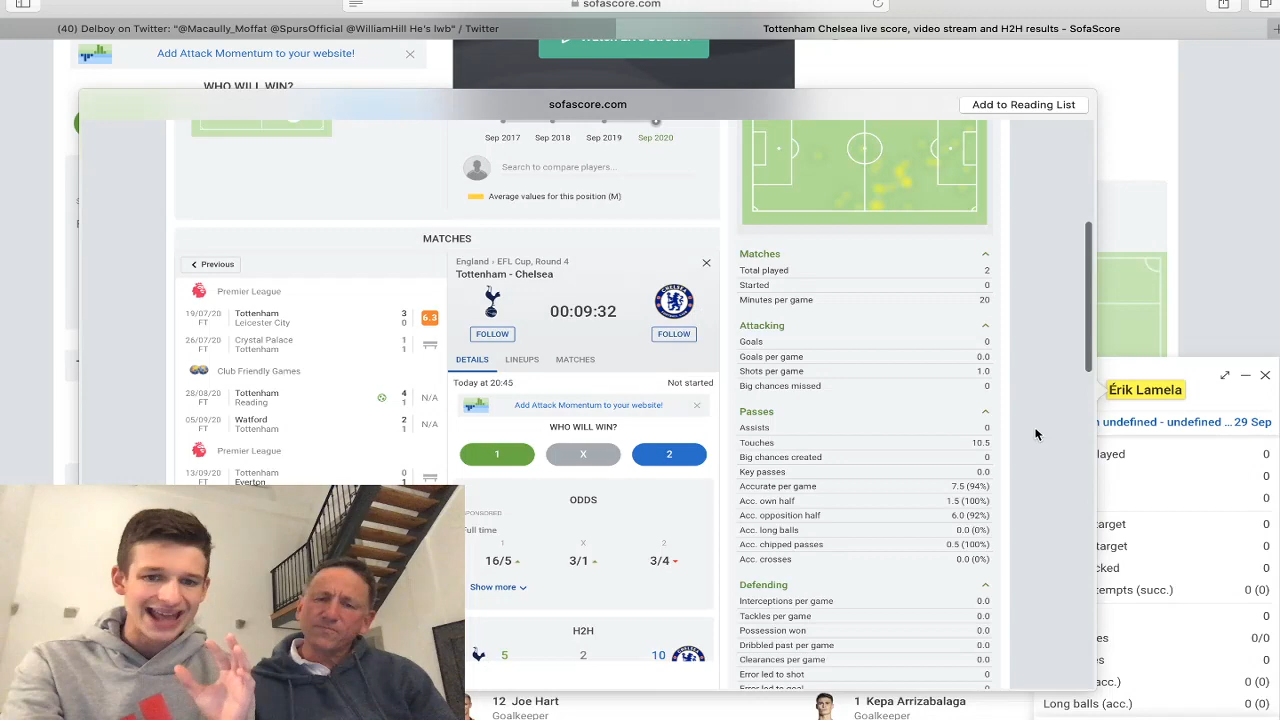 sofascore.com
(40) Delboy on Twitter: "@Macaully_Moffat @SpursOfficial @WilliamHill He's lwb" / Twitter
Tottenham Chelsea live score, video stream and H2H results - SofaScore
Add Attack Momentum to your website!
WHO WILL WIN?
sofascore.com
Add to Reading List
Sep 2017 Sep 2018 Sep 2019 Sep 2020
Search to compare players...
Average values for this position (M)
MATCHES
Previous
Premier League
19/07/20 Tottenham 3
FT Leicester City 0
6.3
26/07/20 Crystal Palace 1
FT Tottenham 1
Club Friendly Games
28/08/20 Tottenham 4
FT Reading 1
N/A
05/09/20 Watford 2
FT Tottenham 1
N/A
Premier League
13/09/20 Tottenham 0
FT Everton 1
England › EFL Cup, Round 4
Tottenham - Chelsea
00:09:32
FOLLOW
FOLLOW
DETAILS LINEUPS MATCHES
Today at 20:45 Not started
Add Attack Momentum to your website!
WHO WILL WIN?
1 X 2
ODDS
SPONSORED
Full time
1 X 2
16/5 3/1 3/4
Show more
H2H
5 2 10
CHELSEA
Matches
Total played 2
Started 0
Minutes per game 20
Attacking
Goals 0
Goals per game 0.0
Shots per game 1.0
Big chances missed 0
Passes
Assists 0
Touches 10.5
Big chances created 0
Key passes 0.0
Accurate per game 7.5 (94%)
Acc. own half 1.5 (100%)
Acc. opposition half 6.0 (92%)
Acc. long balls 0.0 (0%)
Acc. chipped passes 0.5 (100%)
Acc. crosses 0.0 (0%)
Defending
Interceptions per game 0.0
Tackles per game 0.0
Possession won 0.0
Dribbled past per game 0.0
Clearances per game 0.0
Error led to shot 0
Error led to goal
Érik Lamela
n undefined - undefined ... 29 Sep
layed 0
0
target 0
target 0
cked 0
tempts (succ.) 0 (0)
0
es 0/0
s 0
(acc.) 0 (0)
Long balls (acc.) 0 (0)
12 Joe Hart
Goalkeeper
1 Kepa Arrizabalaga
Goalkeeper